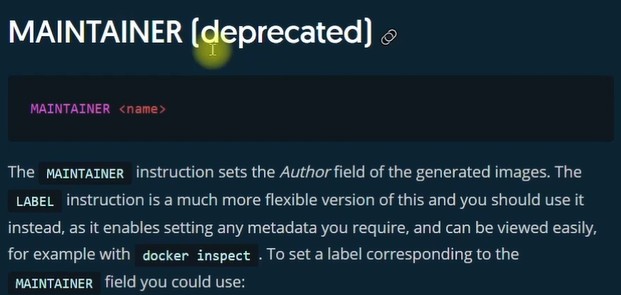 MAINTAINER (deprecated)
MAINTAINER <name>
The MAINTAINER instruction sets the Author field of the generated images. The
LABEL instruction is a much more flexible version of this and you should use it
instead, as it enables setting any metadata you require, and can be viewed easily,
for example with docker inspect. To set a label corresponding to the
MAINTAINER field you could use: